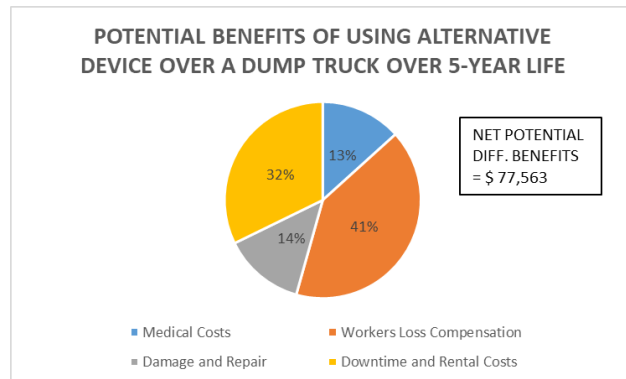 POTENTIAL BENEFITS OF USING ALTERNATIVE
DEVICE OVER A DUMP TRUCK OVER 5-YEAR LIFE
13%
NET POTENTIAL
DIFF. BENEFITS
= $ 77,563
32%
41%
14%
Medical Costs
Workers Loss Compensation
Damage and Repair
Downtime and Rental Costs